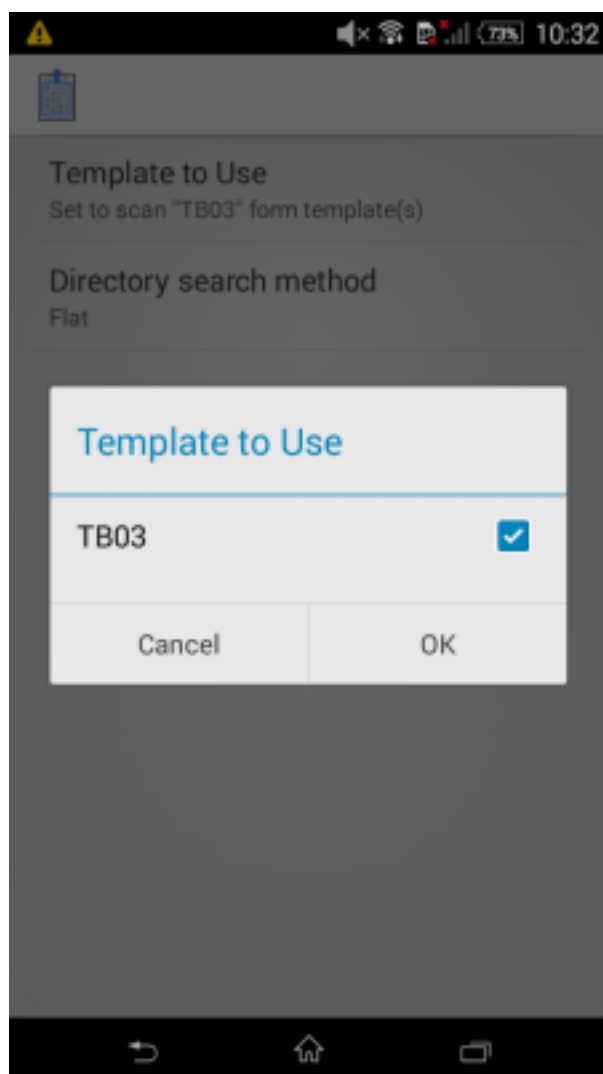 73% 10:32
Template to Use
Set to scan "TB03" form template(s)
Directory search method
Flat
Template to Use
TB03
Cancel OK